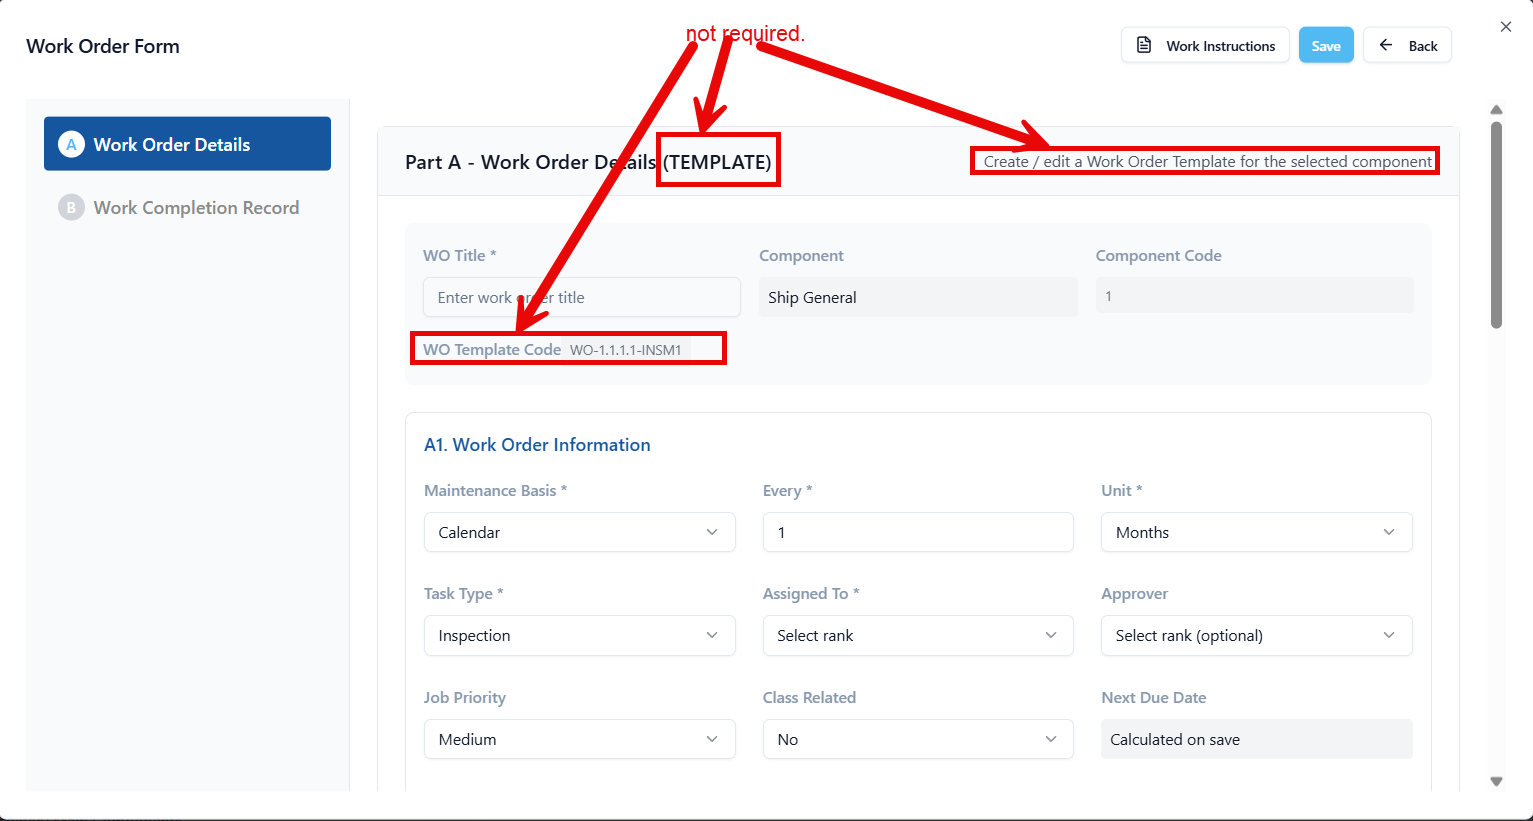 not required.
Work Order Form
Work Instructions
Save
Back
A Work Order Details
B Work Completion Record
Part A - Work Order Details (TEMPLATE)
Create / edit a Work Order Template for the selected component
WO Title *
Component
Component Code
Enter work order title
Ship General
1
WO Template Code WO-1.1.1.1-INSM1
A1. Work Order Information
Maintenance Basis *
Every *
Unit *
Calendar
1
Months
Task Type *
Assigned To *
Approver
Inspection
Select rank
Select rank (optional)
Job Priority
Class Related
Next Due Date
Medium
No
Calculated on save